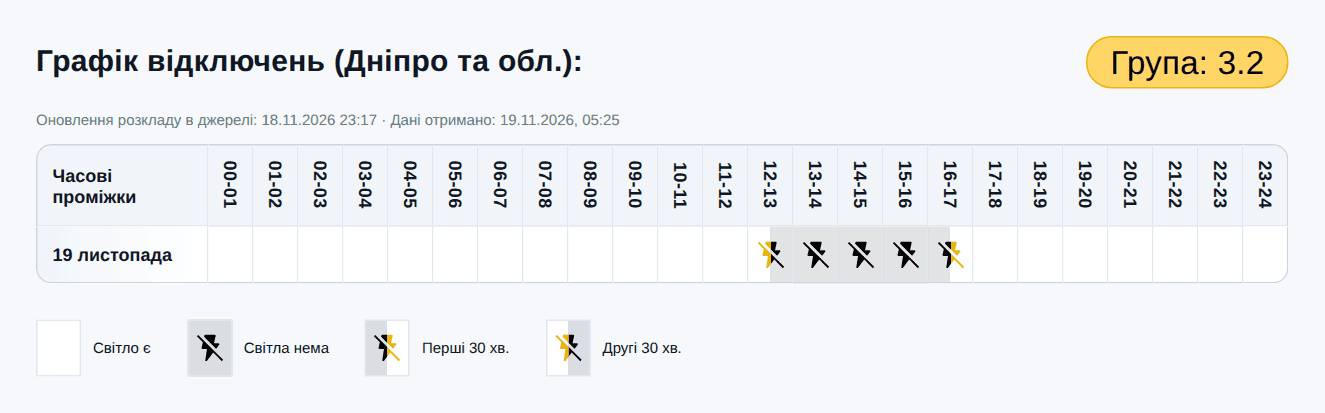 Графік відключень (Дніпро та обл.):
Група: 3.2
Оновлення розкладу в джерелі: 18.11.2026 23:17 · Дані отримано: 19.11.2026, 05:25
Часові проміжки 00-01 01-02 02-03 03-04 04-05 05-06 06-07 07-08 08-09 09-10 10-11 11-12 12-13 13-14 14-15 15-16 16-17 17-18 18-19 19-20 20-21 21-22 22-23 23-24
19 листопада
Світло є Світла нема Перші 30 хв. Другі 30 хв.